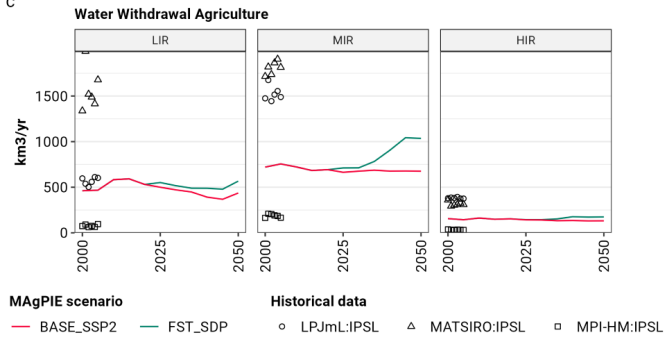 c
Water Withdrawal Agriculture
LIR MIR HIR
km3/yr
1500
1000
500
0
2000 2025 2050 2000 2025 2050 2000 2025 2050
MAgPIE scenario Historical data
BASE_SSP2 FST_SDP LPJmL:IPSL MATSIRO:IPSL MPI-HM:IPSL